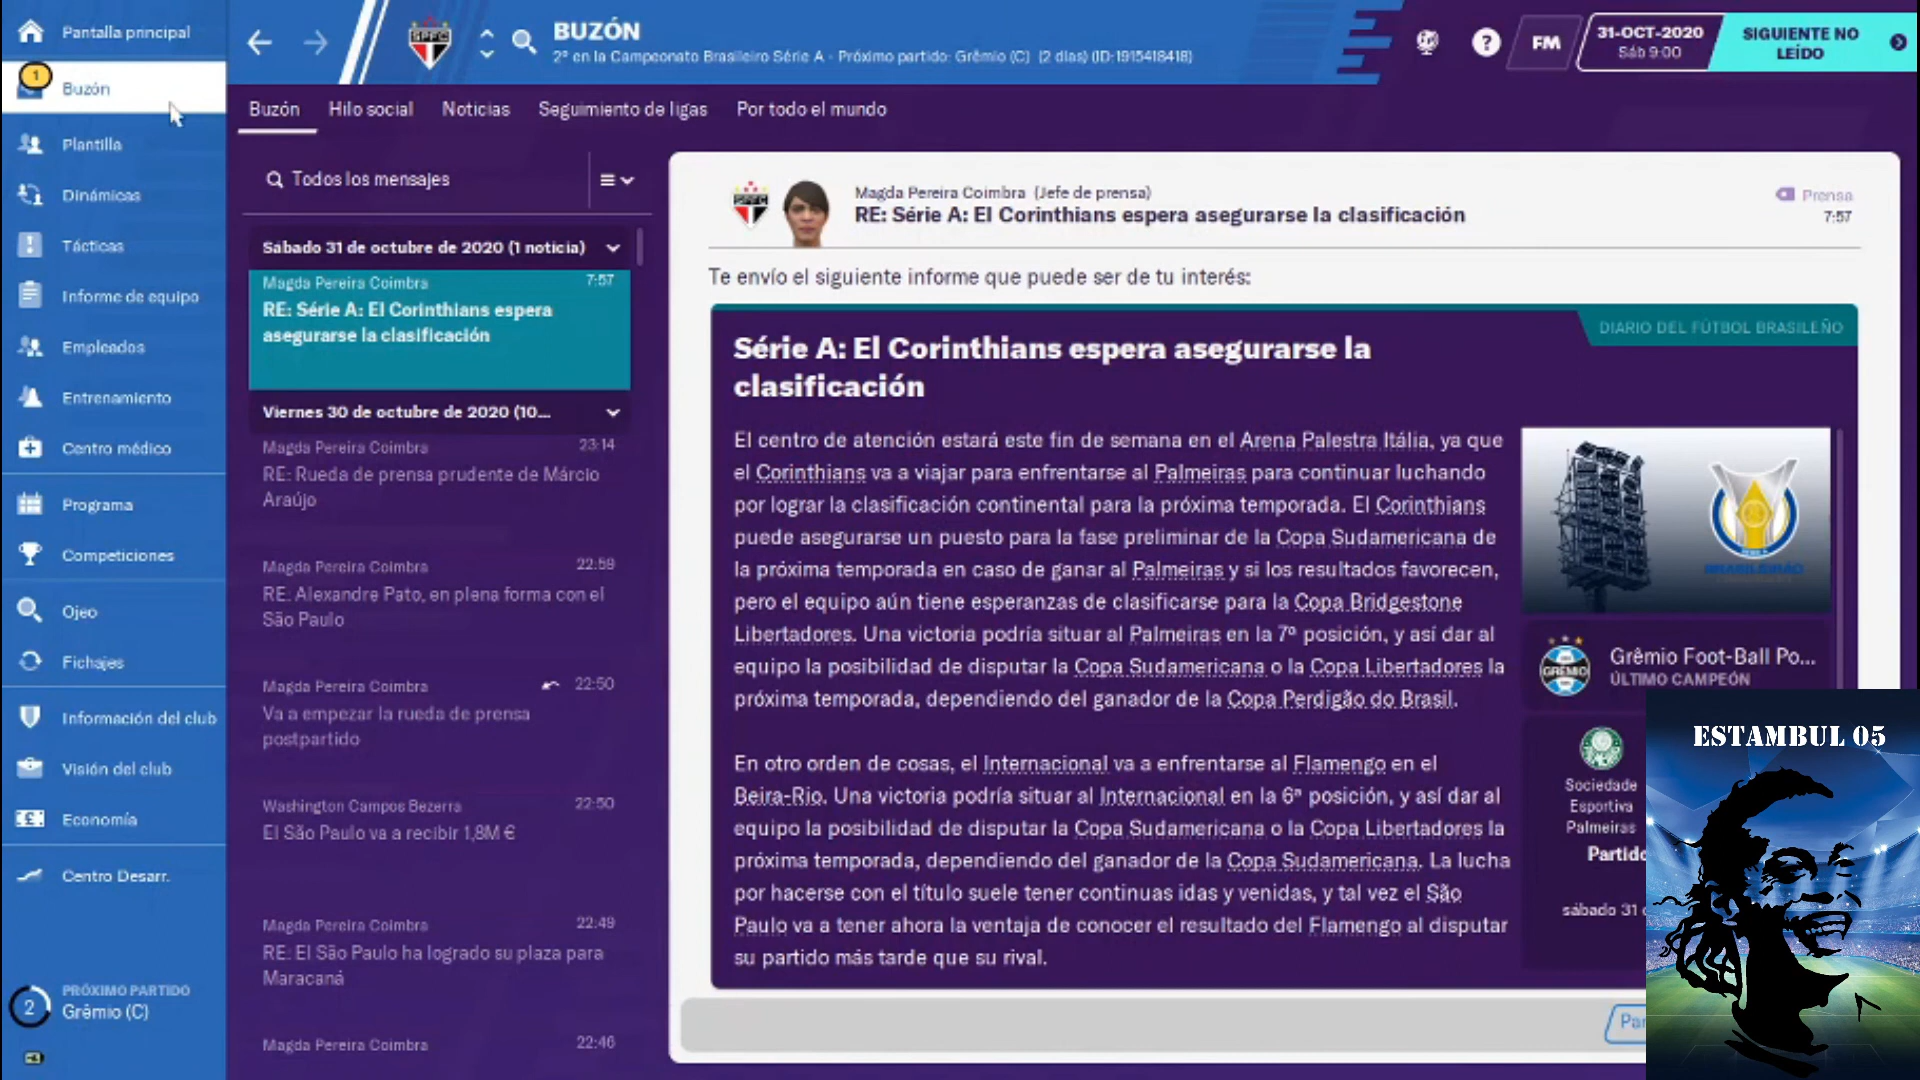 Pantalla principal
1
Buzón
Plantilla
Dinámicas
Tácticas
Informe de equipo
Empleados
Entrenamiento
Centro médico
Programa
Competiciones
Ojeo
Fichajes
Información del club
Visión del club
Economía
Centro Desarr.
2
PRÓXIMO PARTIDO
Grêmio (C)
SPFC
BUZÓN
2º en la Campeonato Brasileiro Série A - Próximo partido: Grêmio (C) (2 días) (ID:1915418418)
?
FM
31-OCT-2020
Sáb 9:00
SIGUIENTE NO
LEÍDO
Buzón Hilo social Noticias Seguimiento de ligas Por todo el mundo
Todos los mensajes
Sábado 31 de octubre de 2020 (1 noticia)
Magda Pereira Coimbra 7:57
RE: Série A: El Corinthians espera
asegurarse la clasificación
Viernes 30 de octubre de 2020 (10...
Magda Pereira Coimbra 23:14
RE: Rueda de prensa prudente de Márcio
Araújo
Magda Pereira Coimbra 22:59
RE: Alexandre Pato, en plena forma con el
São Paulo
Magda Pereira Coimbra 22:50
Va a empezar la rueda de prensa
postpartido
Washington Campos Bezerra 22:50
El São Paulo va a recibir 1,8M €
Magda Pereira Coimbra 22:49
RE: El São Paulo ha logrado su plaza para
Maracaná
Magda Pereira Coimbra 22:46
SPFC
Magda Pereira Coimbra (Jefe de prensa)
RE: Série A: El Corinthians espera asegurarse la clasificación
Prensa
7:57
Te envío el siguiente informe que puede ser de tu interés:
DIARIO DEL FÚTBOL BRASILEÑO
Série A: El Corinthians espera asegurarse la
clasificación
El centro de atención estará este fin de semana en el Arena Palestra Itália, ya que
el Corinthians va a viajar para enfrentarse al Palmeiras para continuar luchando
por lograr la clasificación continental para la próxima temporada. El Corinthians
puede asegurarse un puesto para la fase preliminar de la Copa Sudamericana de
la próxima temporada en caso de ganar al Palmeiras y si los resultados favorecen,
pero el equipo aún tiene esperanzas de clasificarse para la Copa Bridgestone
Libertadores. Una victoria podría situar al Palmeiras en la 7ª posición, y así dar al
equipo la posibilidad de disputar la Copa Sudamericana o la Copa Libertadores la
próxima temporada, dependiendo del ganador de la Copa Perdigão do Brasil.
En otro orden de cosas, el Internacional va a enfrentarse al Flamengo en el
Beira-Rio. Una victoria podría situar al Internacional en la 6ª posición, y así dar al
equipo la posibilidad de disputar la Copa Sudamericana o la Copa Libertadores la
próxima temporada, dependiendo del ganador de la Copa Sudamericana. La lucha
por hacerse con el título suele tener continuas idas y venidas, y tal vez el São
Paulo va a tener ahora la ventaja de conocer el resultado del Flamengo al disputar
su partido más tarde que su rival.
SÉRIE A
BRASILEIRÃO
GRÊMIO
Grêmio Foot-Ball Po...
ÚLTIMO CAMPEÓN
Sociedade
Esportiva
Palmeiras
Partido
sábado 31
ESTAMBUL 05